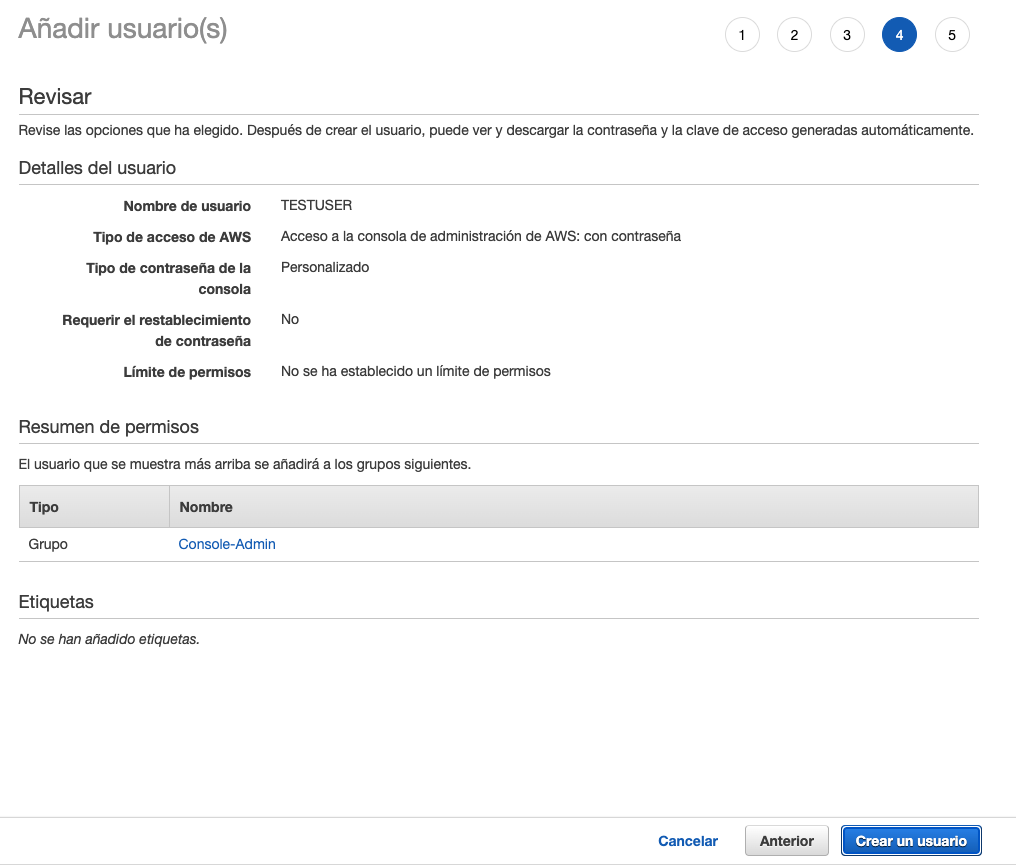 Añadir usuario(s)
1 2 3 4 5
Revisar
Revise las opciones que ha elegido. Después de crear el usuario, puede ver y descargar la contraseña y la clave de acceso generadas automáticamente.
Detalles del usuario
Nombre de usuario TESTUSER
Tipo de acceso de AWS Acceso a la consola de administración de AWS: con contraseña
Tipo de contraseña de la Personalizado
consola
Requerir el restablecimiento No
de contraseña
Límite de permisos No se ha establecido un límite de permisos
Resumen de permisos
El usuario que se muestra más arriba se añadirá a los grupos siguientes.
Tipo Nombre
Grupo Console-Admin
Etiquetas
No se han añadido etiquetas.
Cancelar Anterior Crear un usuario